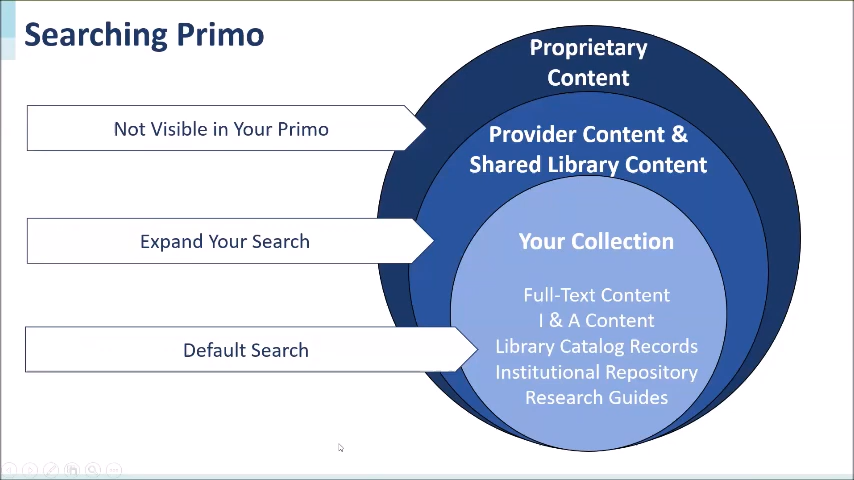 Searching Primo
Proprietary
Content
Not Visible in Your Primo
Provider Content &
Shared Library Content
Expand Your Search
Your Collection
Full-Text Content
I & A Content
Default Search
Library Catalog Records
Institutional Repository
Research Guides